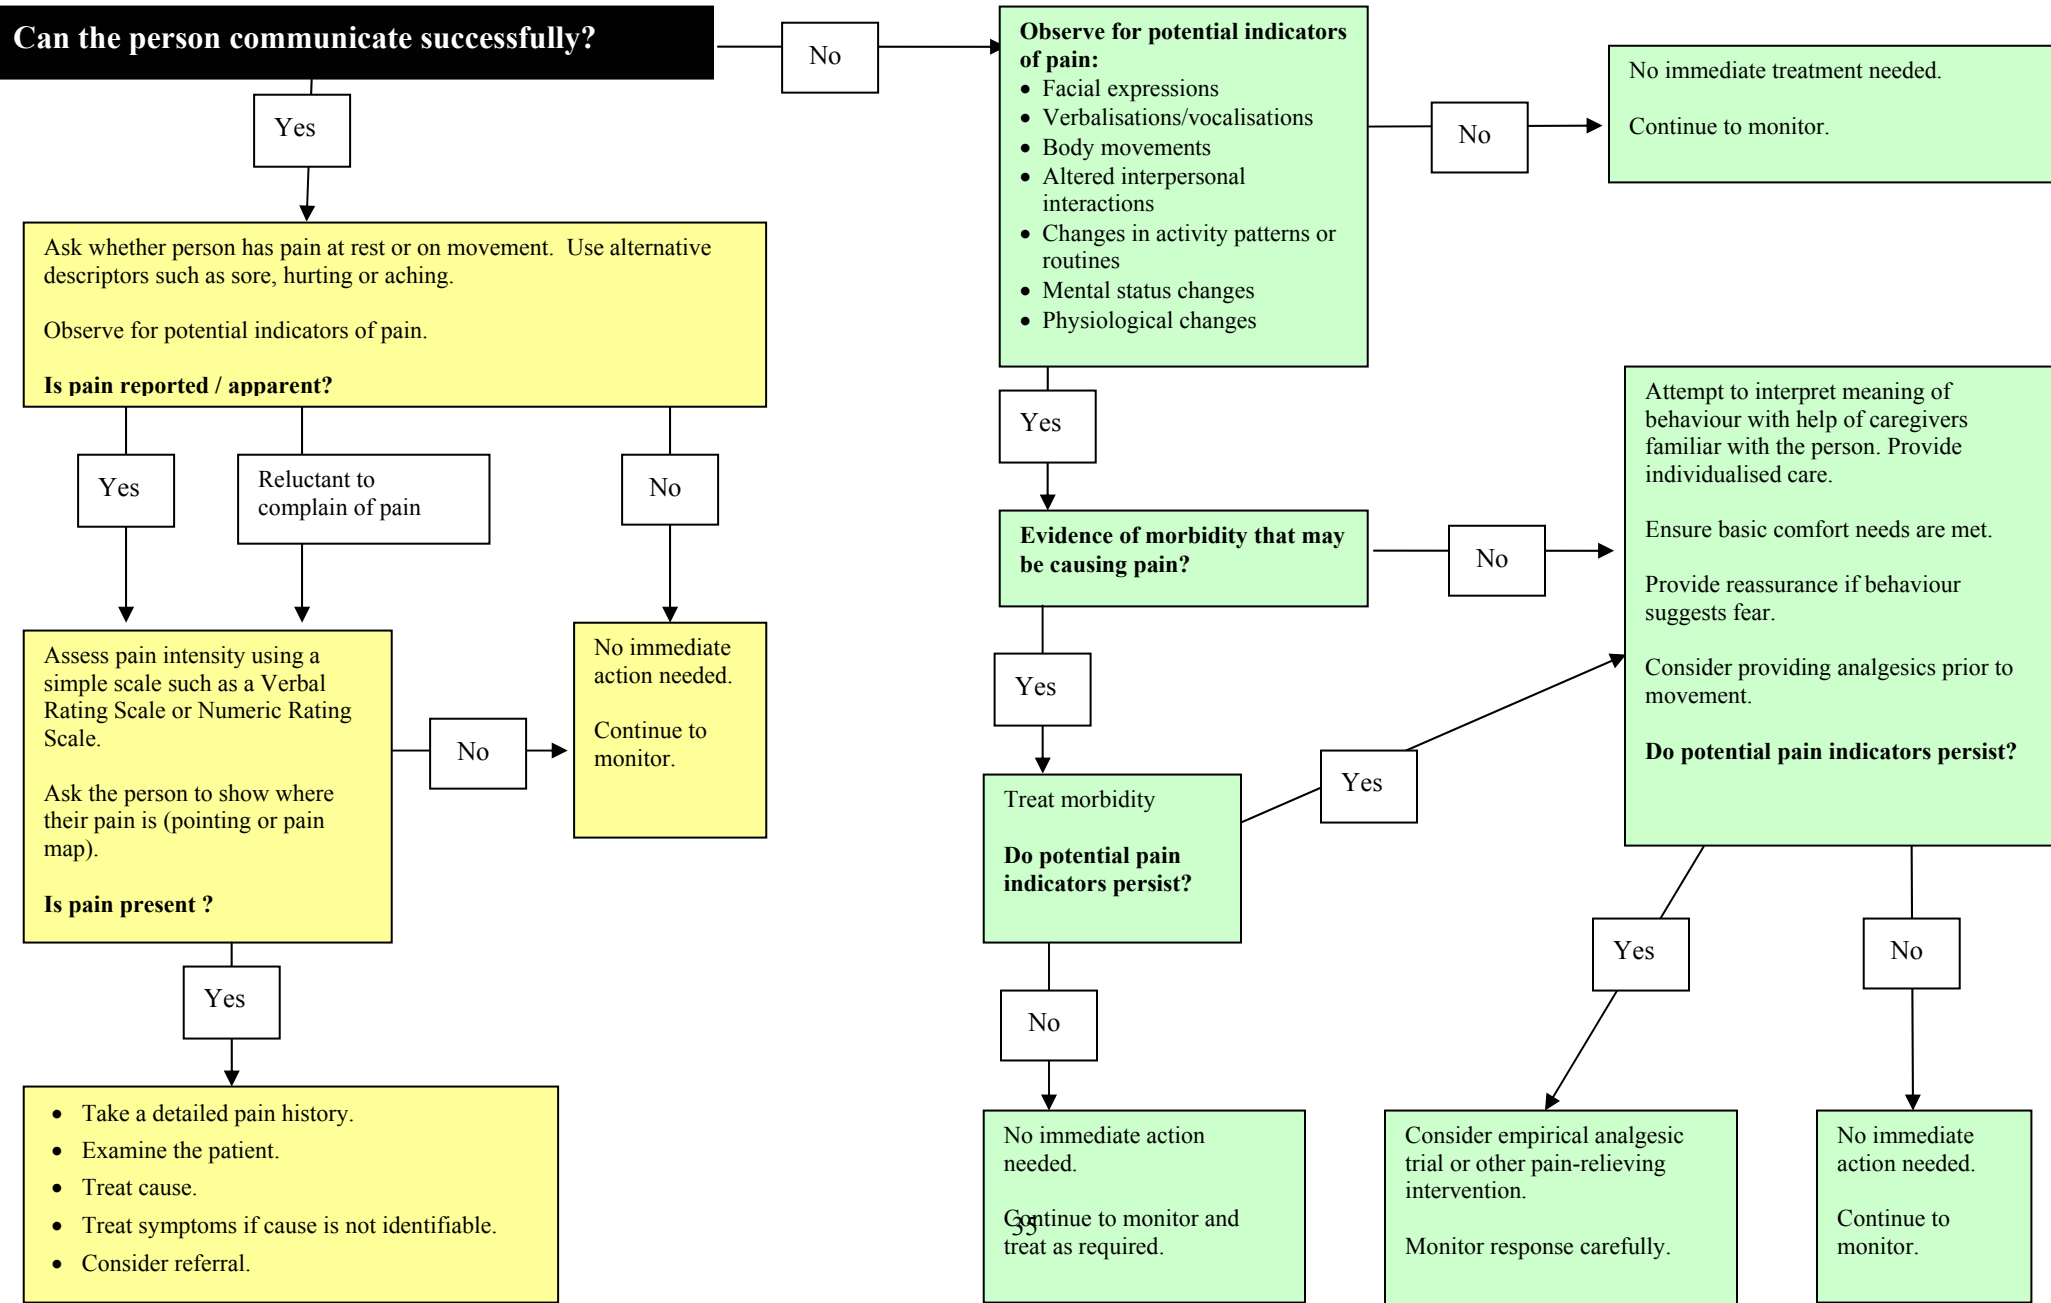 Can the person communicate successfully?
No
Yes
Ask whether person has pain at rest or on movement.  Use alternative
descriptors such as sore, hurting or aching.
Observe for potential indicators of pain.
Is pain reported / apparent?
Yes
Reluctant to
complain of pain
No
Assess pain intensity using a
simple scale such as a Verbal
Rating Scale or Numeric Rating
Scale.
Ask the person to show where
their pain is (pointing or pain
map).
Is pain present ?
No
No immediate
action needed.
Continue to
monitor.
Yes
• Take a detailed pain history.
• Examine the patient.
• Treat cause.
• Treat symptoms if cause is not identifiable.
• Consider referral.
Observe for potential indicators
of pain:
• Facial expressions
• Verbalisations/vocalisations
• Body movements
• Altered interpersonal
interactions
• Changes in activity patterns or
routines
• Mental status changes
• Physiological changes
No
No immediate treatment needed.
Continue to monitor.
Yes
Evidence of morbidity that may
be causing pain?
No
Attempt to interpret meaning of
behaviour with help of caregivers
familiar with the person. Provide
individualised care.
Ensure basic comfort needs are met.
Provide reassurance if behaviour
suggests fear.
Consider providing analgesics prior to
movement.
Do potential pain indicators persist?
Yes
Treat morbidity
Do potential pain
indicators persist?
Yes
No
No immediate action
needed.
Continue to monitor and
treat as required.
35
Yes
Consider empirical analgesic
trial or other pain-relieving
intervention.
Monitor response carefully.
No
No immediate
action needed.
Continue to
monitor.